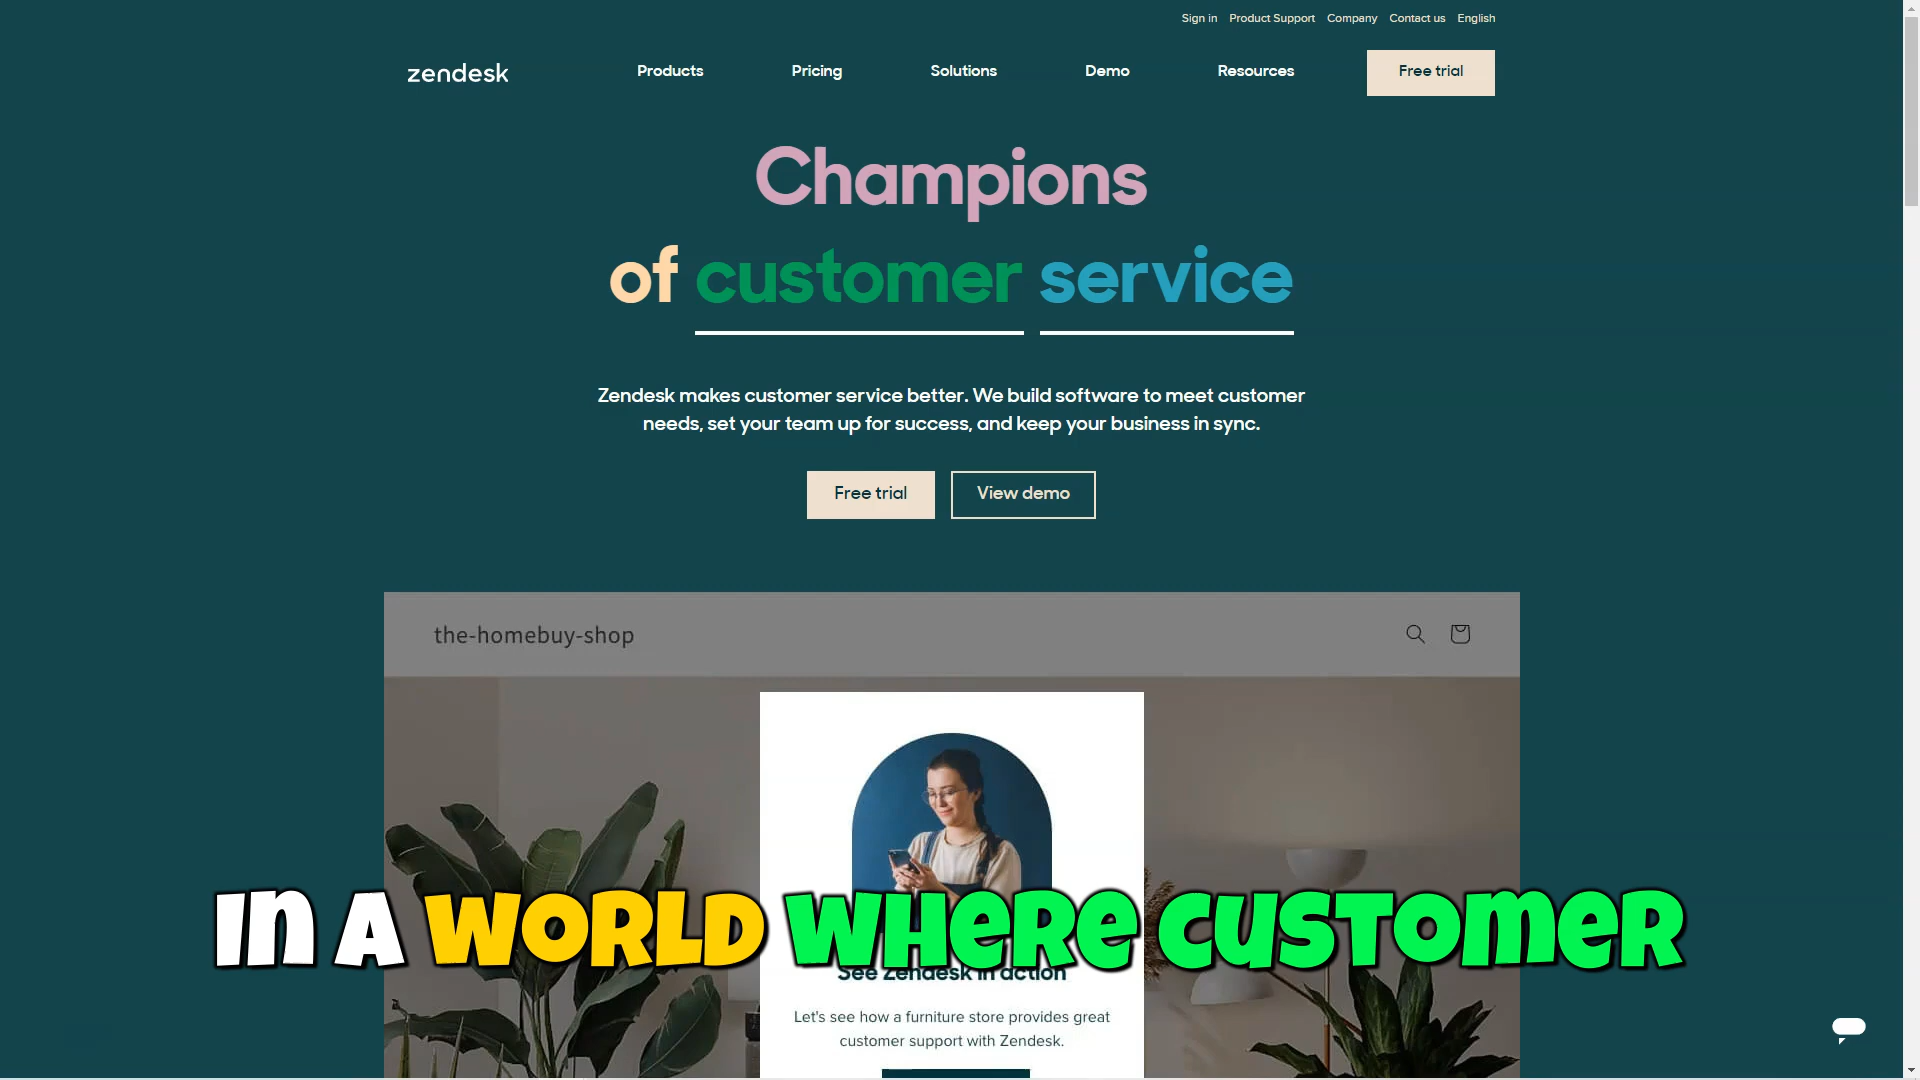 Sign in Product Support Company Contact us English
zendesk Products Pricing Solutions Demo Resources Free trial
Champions
of customer service
Zendesk makes customer service better. We build software to meet customer
needs, set your team up for success, and keep your business in sync.
Free trial View demo
the-homebuy-shop
IN A WORLD WHERE CUSTOMER
See Zendesk in action
Let's see how a furniture store provides great
customer support with Zendesk.